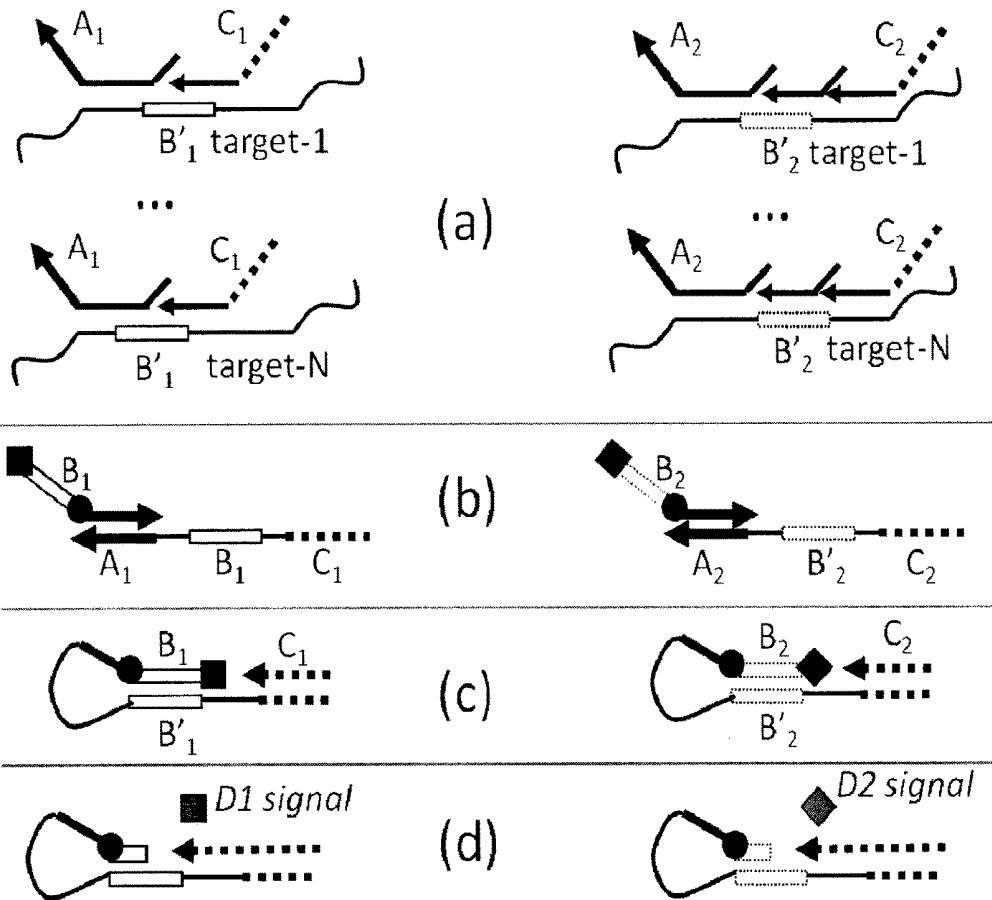 A₁ C₁ A₂ C₂
B'₁ target-1 B'₂ target-1
... (a) ...
A₁ C₁ A₂ C₂
B'₁ target-N B'₂ target-N
B₁ (b) B₂
A₁ B₁ C₁ A₂ B'₂ C₂
B₁ C₁ B₂ C₂
(c)
B'₁ B'₂
D1 signal D2 signal
(d)